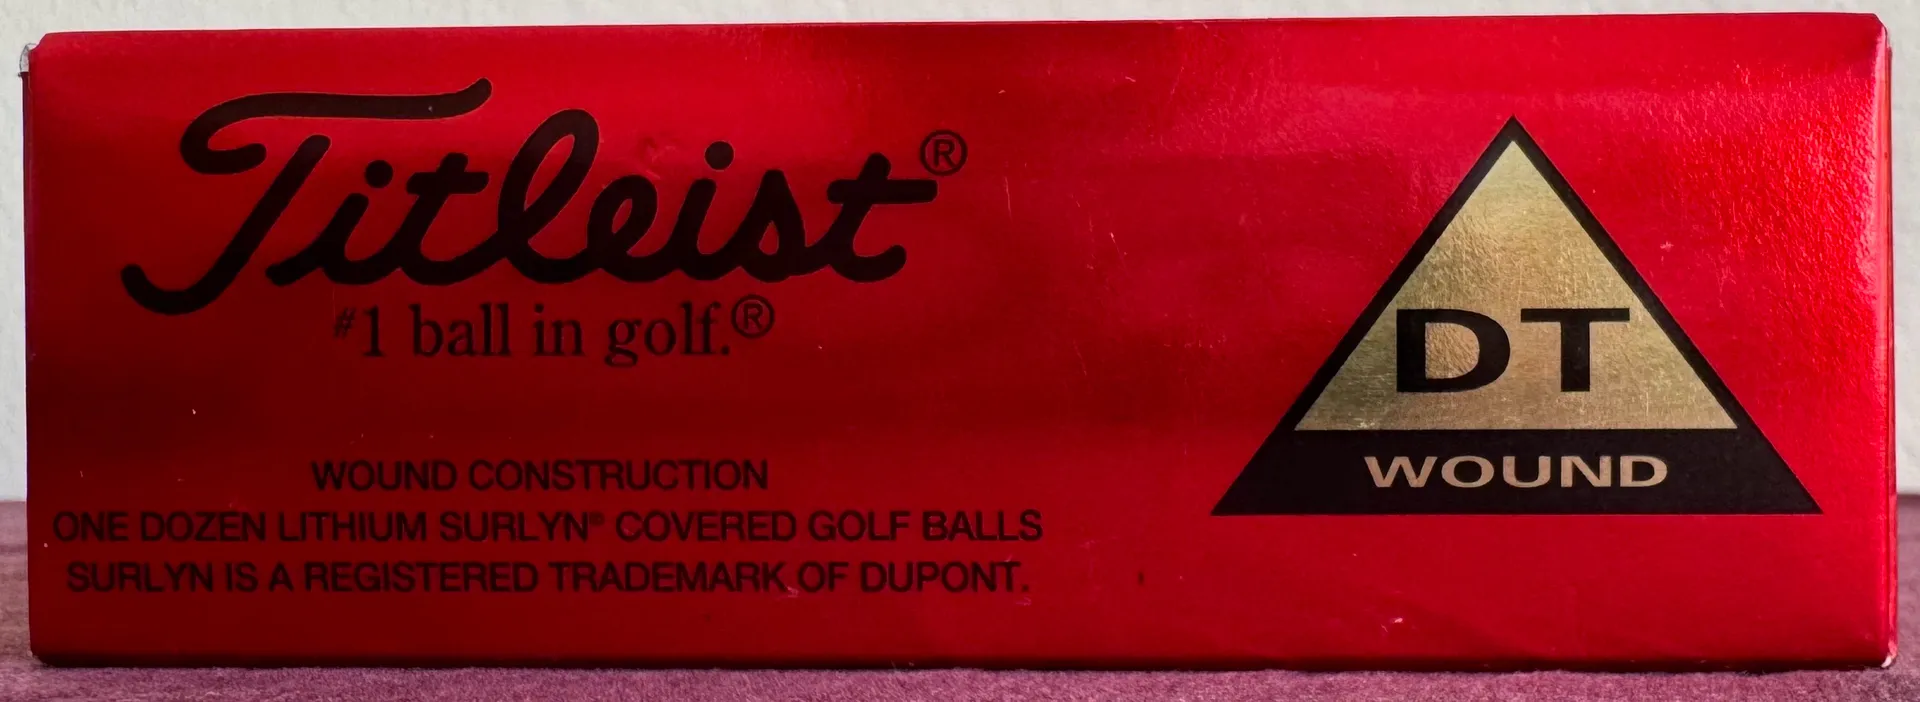 Titleist®
#1 ball in golf.®
WOUND CONSTRUCTION
ONE DOZEN LITHIUM SURLYN® COVERED GOLF BALLS
SURLYN IS A REGISTERED TRADEMARK OF DUPONT.
DT
WOUND